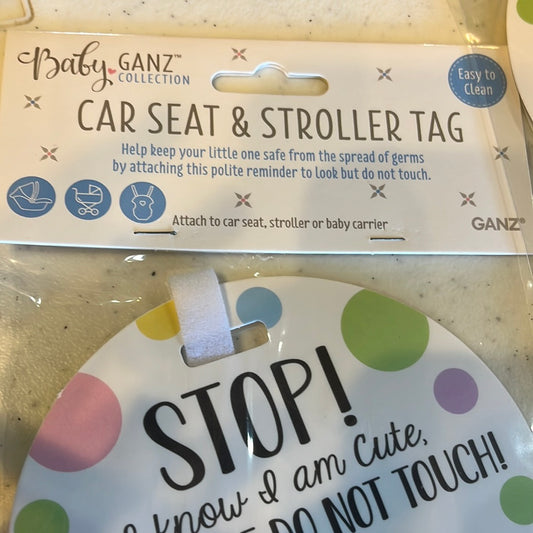 Baby GANZ™
COLLECTION
Easy to
Clean
CAR SEAT & STROLLER TAG
Help keep your little one safe from the spread of germs
by attaching this polite reminder to look but do not touch.
Attach to car seat, stroller or baby carrier
GANZ®
STOP!
I know I am Cute,
DO NOT TOUCH!